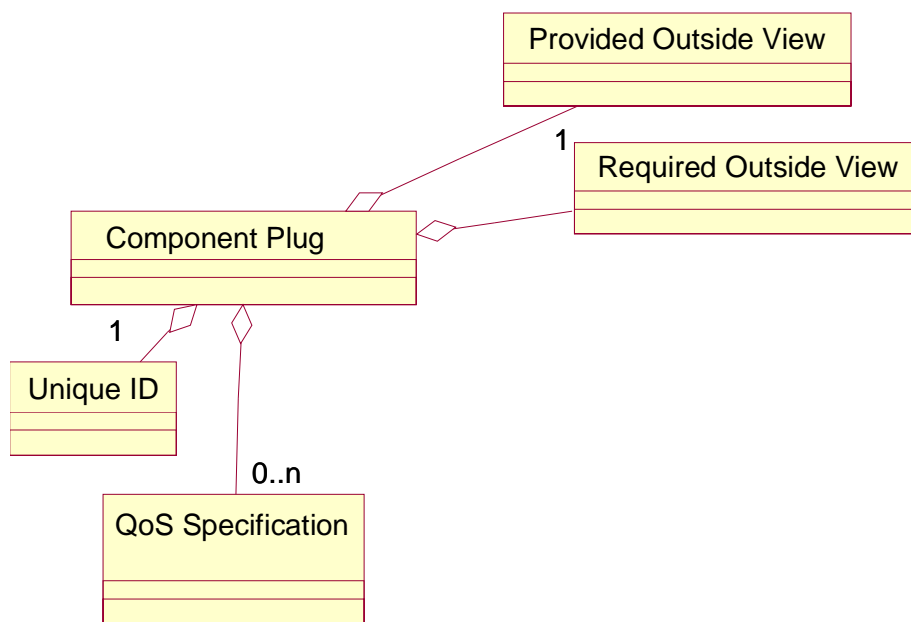 Provided Outside View
1
Required Outside View
Component Plug
1
Unique ID
0..n
QoS Specification